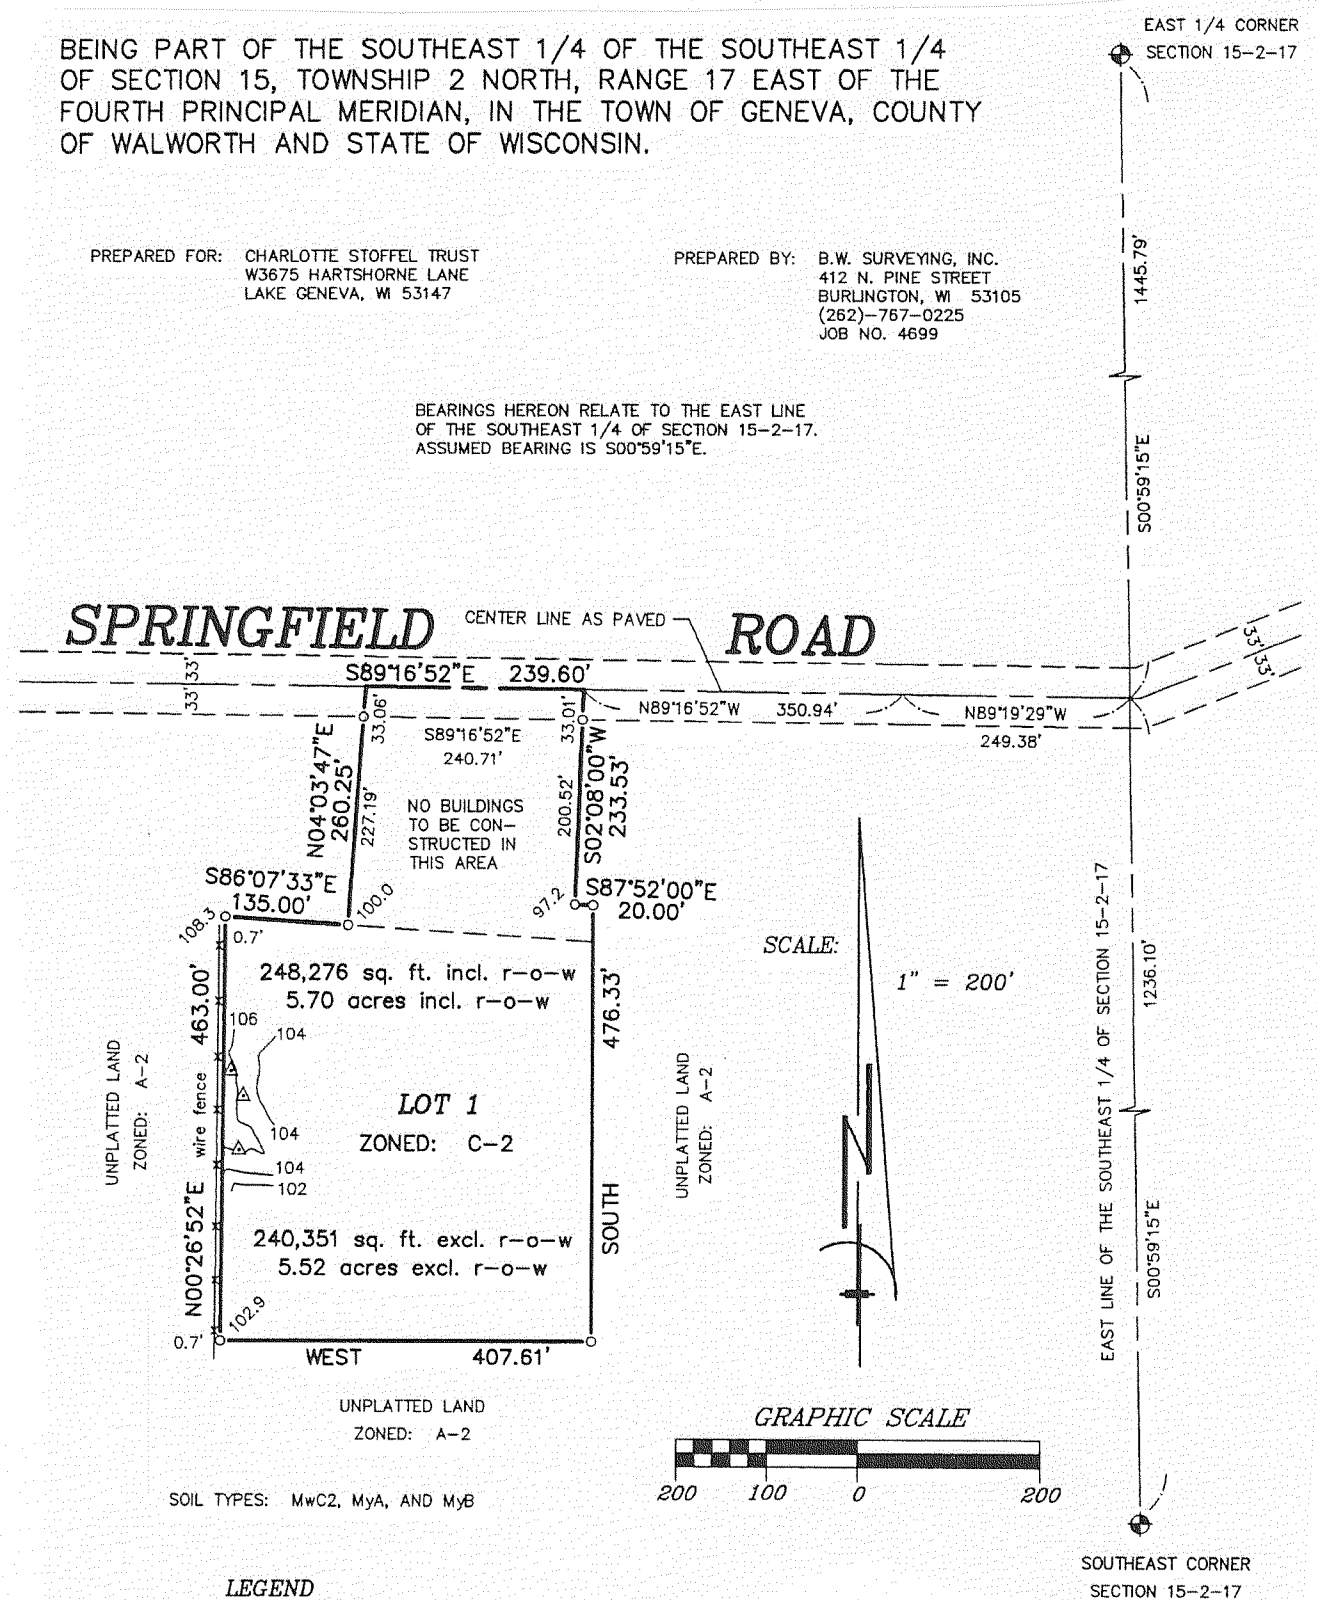 EAST 1/4 CORNER
SECTION 15-2-17
BEING PART OF THE SOUTHEAST 1/4 OF THE SOUTHEAST 1/4
OF SECTION 15, TOWNSHIP 2 NORTH, RANGE 17 EAST OF THE
FOURTH PRINCIPAL MERIDIAN, IN THE TOWN OF GENEVA, COUNTY
OF WALWORTH AND STATE OF WISCONSIN.
PREPARED FOR: CHARLOTTE STOFFEL TRUST
W3675 HARTSHORNE LANE
LAKE GENEVA, WI 53147
PREPARED BY: B.W. SURVEYING, INC.
412 N. PINE STREET
BURLINGTON, WI 53105
(262)-767-0225
JOB NO. 4699
1445.79'
BEARINGS HEREON RELATE TO THE EAST LINE
OF THE SOUTHEAST 1/4 OF SECTION 15-2-17.
ASSUMED BEARING IS S00°59'15"E.
S00°59'15"E
SPRINGFIELD ROAD
CENTER LINE AS PAVED
33' 33'
33' 33'
S89°16'52"E 239.60'
N89°16'52"W 350.94'
N89°19'29"W
249.38'
33.06'
33.01'
S89°16'52"E
240.71'
N04°03'47"E
260.25'
227.19'
NO BUILDINGS
TO BE CON-
STRUCTED IN
THIS AREA
200.52'
S02°08'00"W
233.53'
S86°07'33"E
135.00'
100.0
97.2
S87°52'00"E
20.00'
108.3
0.7'
SCALE:
1" = 200'
248,276 sq. ft. incl. r-o-w
5.70 acres incl. r-o-w
463.00'
476.33'
106
104
UNPLATTED LAND
ZONED: A-2
wire fence
LOT 1
ZONED: C-2
104
104
102
UNPLATTED LAND
ZONED: A-2
EAST LINE OF THE SOUTHEAST 1/4 OF SECTION 15-2-17
1236.10'
S00°59'15"E
N00°26'52"E
SOUTH
240,351 sq. ft. excl. r-o-w
5.52 acres excl. r-o-w
102.9
0.7'
WEST 407.61'
N
UNPLATTED LAND
ZONED: A-2
GRAPHIC SCALE
200 100 0 200
SOIL TYPES: MwC2, MyA, AND MyB
SOUTHEAST CORNER
SECTION 15-2-17
LEGEND